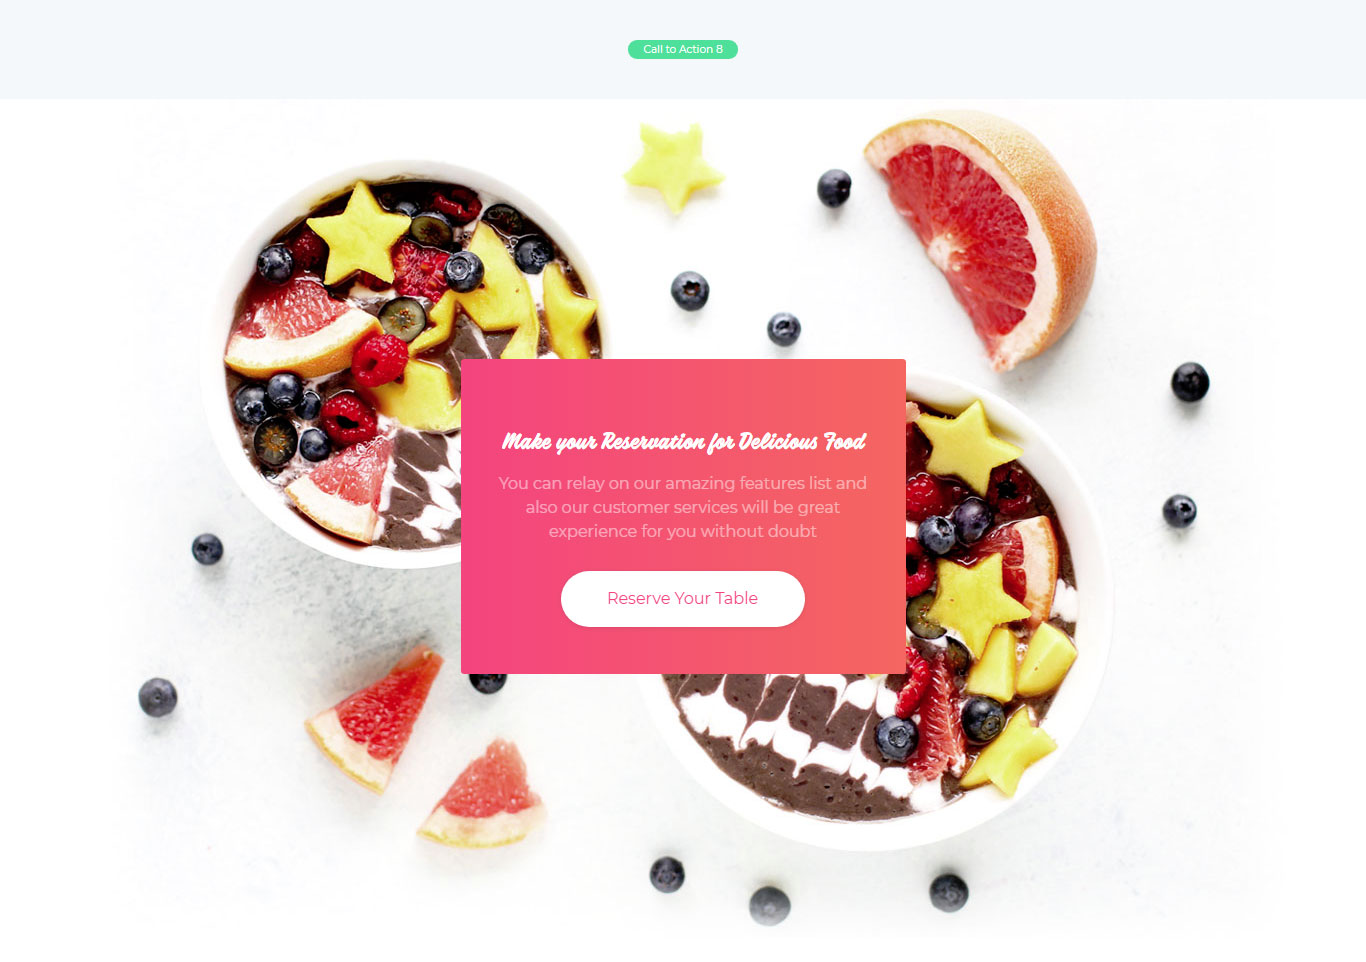 Call to Action 8
Make your Reservation for Delicious Food
You can relay on our amazing features list and
also our customer services will be great
experience for you without doubt
Reserve Your Table